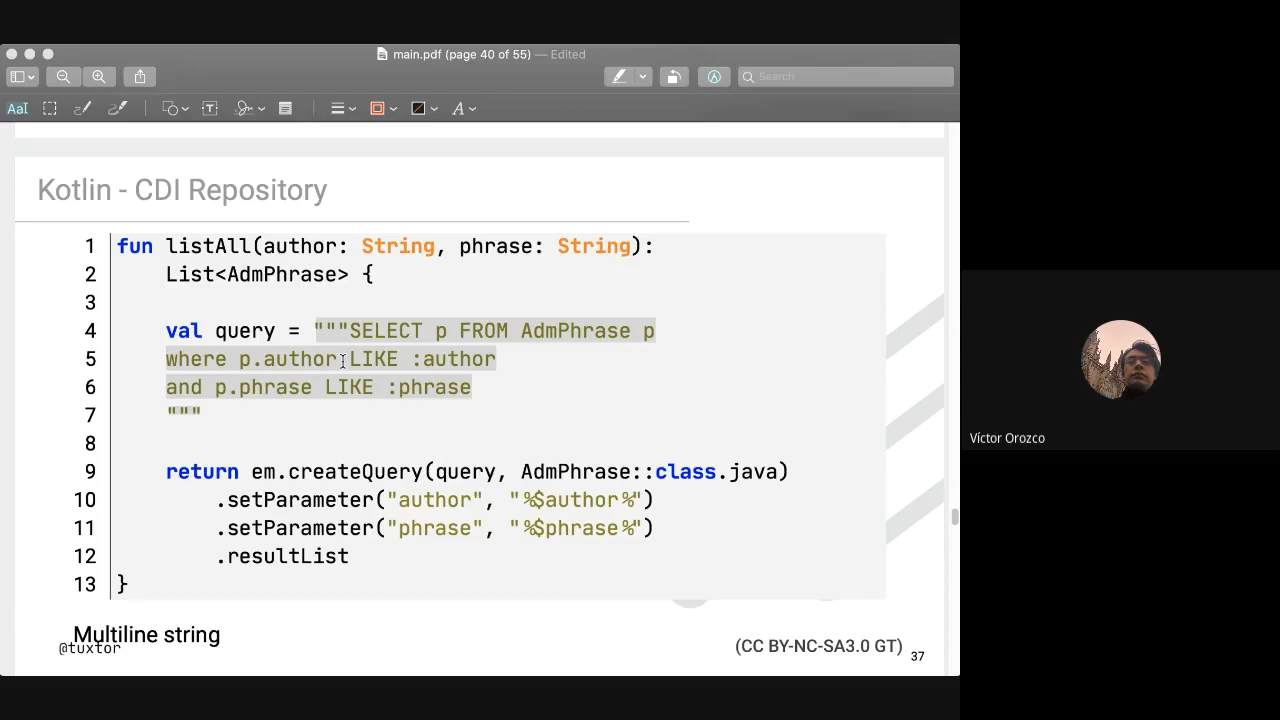 main.pdf (page 40 of 55) — Edited
Search
AaI
T
A
Kotlin - CDI Repository
1 fun listAll(author: String, phrase: String):
2 List<AdmPhrase> {
3
4 val query = """SELECT p FROM AdmPhrase p
5 where p.author LIKE :author
6 and p.phrase LIKE :phrase
7 """
8
9 return em.createQuery(query, AdmPhrase::class.java)
10 .setParameter("author", "%$author%")
11 .setParameter("phrase", "%$phrase%")
12 .resultList
13 }
Multiline string
@tuxtor
(CC BY-NC-SA3.0 GT)
37
Víctor Orozco